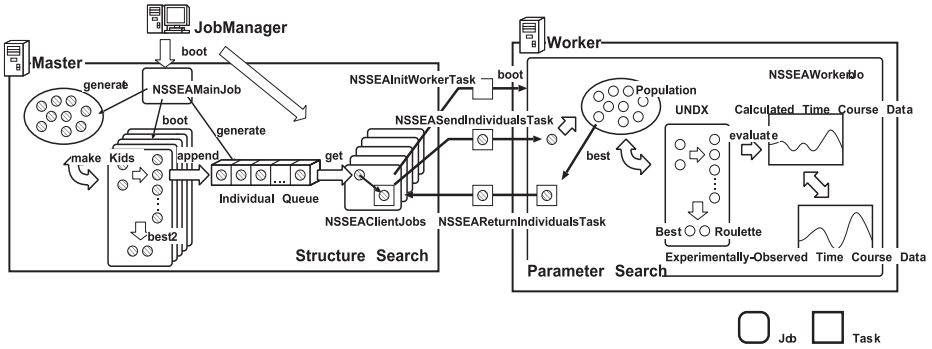 JobManager
boot
Master
generate
NSSEAMainJob
boot
generate
make Kids
append
get
Individual Queue
best2
NSSEAClientJobs
Structure Search
NSSEAInitWorkerTask
boot
NSSEASendIndividualsTask
NSSEAReturnIndividualsTask
Worker
NSSEAWorkerJo
Population
UNDX
Calculated Time Course Data
evaluate
best
Best
Roulette
Experimentally-Observed Time Course Data
Parameter Search
Job
Task